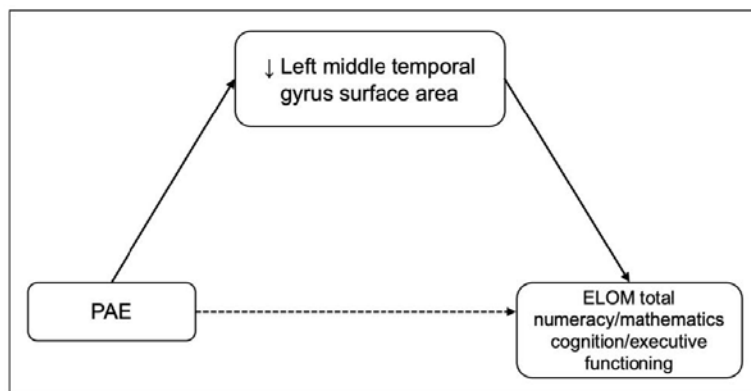 ↓ Left middle temporal
gyrus surface area
PAE
ELOM total
numeracy/mathematics
cognition/executive
functioning